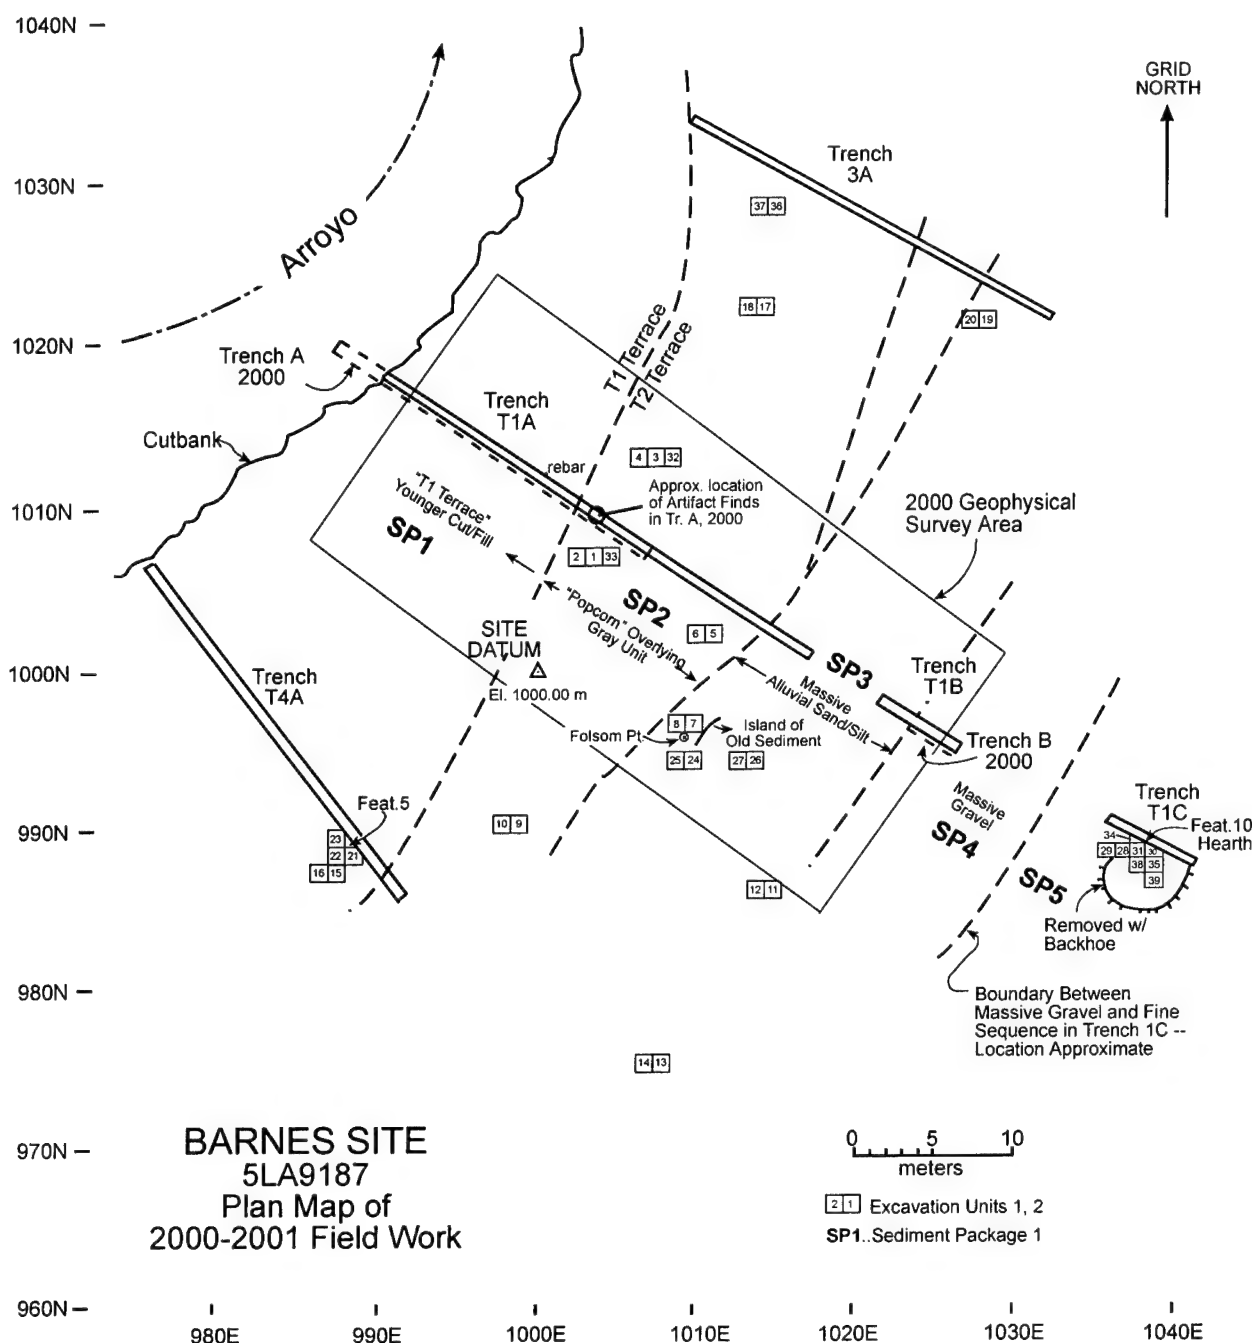 1040N
1030N
1020N
1010N
1000N
990N
980N
970N
960N
980E
990E
1000E
1010E
1020E
1030E
1040E
GRID
NORTH
Arroyo
Trench
3A
37 36
18 17
20 19
T1 Terrace
T2 Terrace
Trench A
2000
Trench
T1A
Cutbank
rebar
4 3 32
Approx. location
of Artifact Finds
in Tr. A, 2000
2000 Geophysical
Survey Area
"T1 Terrace"
Younger Cut/Fill
SP1
2 1 33
SP2
"Popcorn" Overlying
Gray Unit
6 5
SITE
DATUM
El. 1000.00 m
SP3
Massive
Alluvial Sand/Silt
Trench
T1B
Trench
T4A
8 7
Folsom Pt
Island of
Old Sediment
25 24
27 26
Trench B
2000
Feat.5
23
22 21
16 15
10 9
12 11
Massive
Gravel
SP4
SP5
Trench
T1C
Feat.10
Hearth
34
29 28 31 30
38 35
39
Removed w/
Backhoe
Boundary Between
Massive Gravel and Fine
Sequence in Trench 1C --
Location Approximate
14 13
BARNES SITE
5LA9187
Plan Map of
2000-2001 Field Work
0 5 10
meters
2 1 Excavation Units 1, 2
SP1..Sediment Package 1